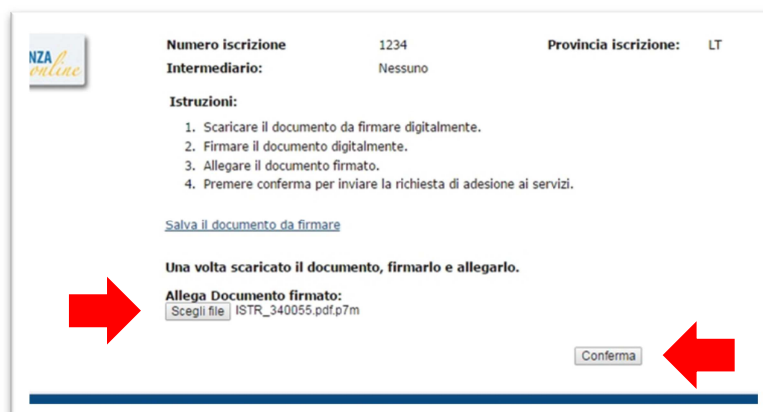 NZA
online
Numero iscrizione 1234 Provincia iscrizione: LT
Intermediario: Nessuno
Istruzioni:
1. Scaricare il documento da firmare digitalmente.
2. Firmare il documento digitalmente.
3. Allegare il documento firmato.
4. Premere conferma per inviare la richiesta di adesione ai servizi.
Salva il documento da firmare
Una volta scaricato il documento, firmarlo e allegarlo.
Allega Documento firmato:
Scegli file ISTR_340055.pdf.p7m
Conferma